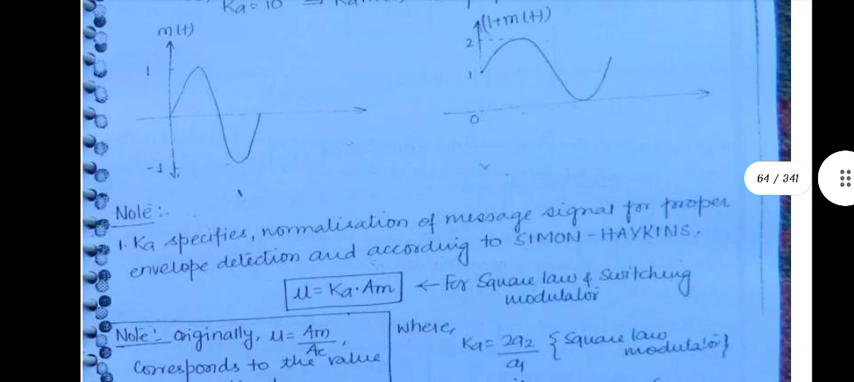 Ka = 10
m(t)
1
-1
(1+m(t))
2
1
0
64 / 341
Note:-
1. Ka specifies, normalisation of message signal for proper
envelope detection and according to SIMON-HAYKINS.
μ = Ka·Am ← For Square law & Switching
modulator
Note:- Originally, μ = Am/Ac,
corresponds to the value
where,
Ka = 2a2/a1 {Square law
modulator}